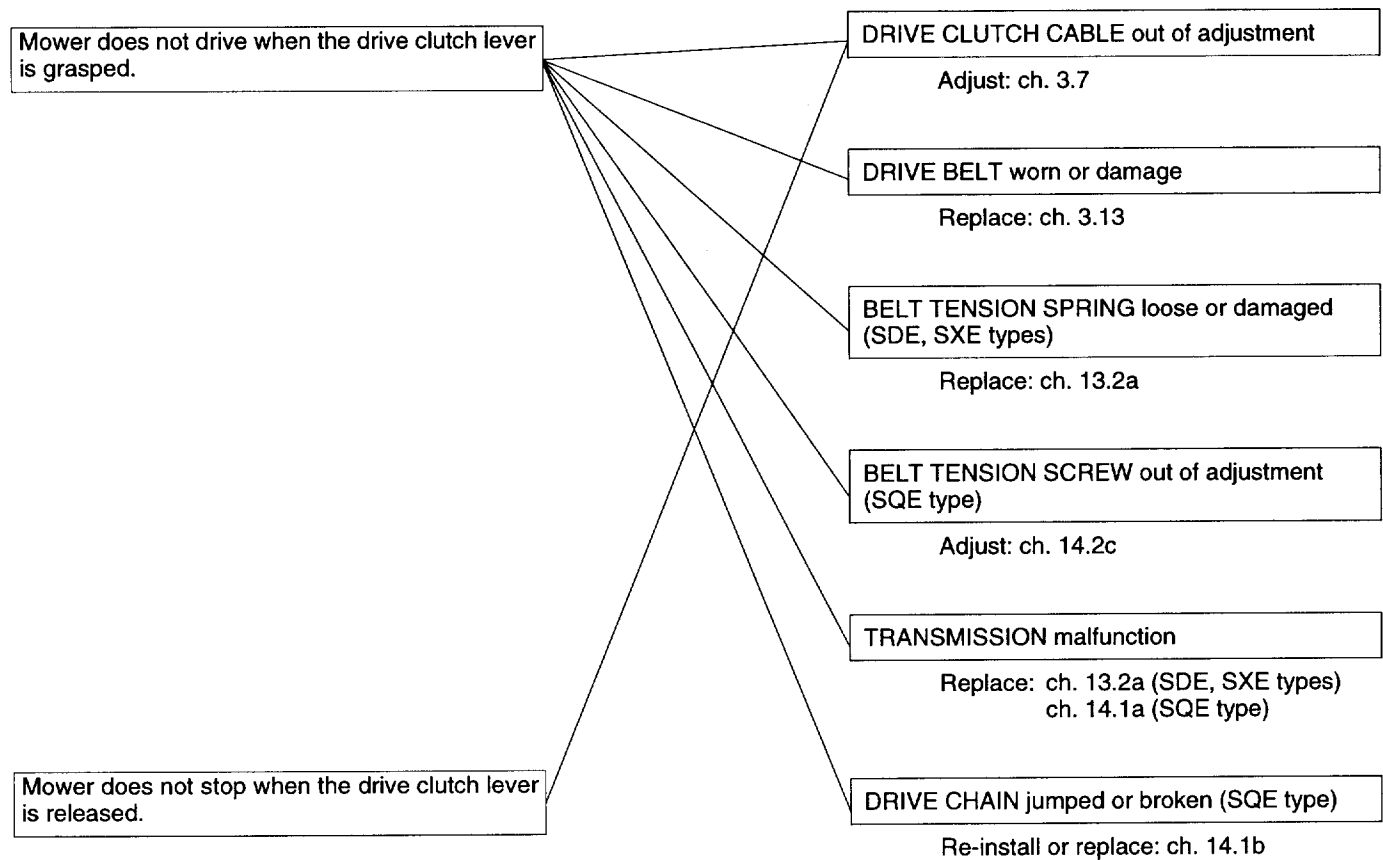 Mower does not drive when the drive clutch lever
is grasped.
DRIVE CLUTCH CABLE out of adjustment
Adjust: ch. 3.7
DRIVE BELT worn or damage
Replace: ch. 3.13
BELT TENSION SPRING loose or damaged
(SDE, SXE types)
Replace: ch. 13.2a
BELT TENSION SCREW out of adjustment
(SQE type)
Adjust: ch. 14.2c
TRANSMISSION malfunction
Replace: ch. 13.2a (SDE, SXE types)
ch. 14.1a (SQE type)
Mower does not stop when the drive clutch lever
is released.
DRIVE CHAIN jumped or broken (SQE type)
Re-install or replace: ch. 14.1b